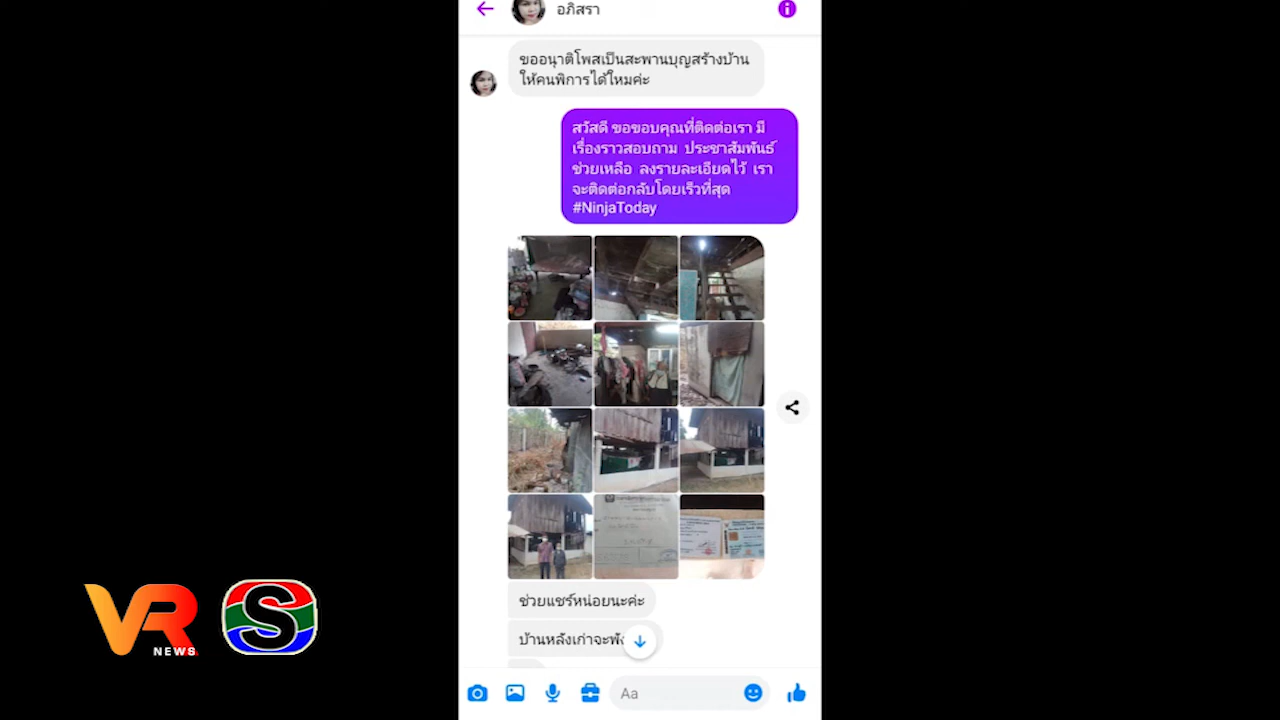 อภิสรา
ขออนุาติโพสเป็นสะพานบุญสร้างบ้าน
ให้คนพิการได้ใหมค่ะ
สวัสดี ขอขอบคุณที่ติดต่อเรา มี
เรื่องราวสอบถาม ประชาสัมพันธ์
ช่วยเหลือ ลงรายละเอียดไว้ เรา
จะติดต่อกลับโดยเร็วที่สุด
#NinjaToday
ช่วยแชร์หน่อยนะค่ะ
บ้านหลังเก่าจะพัง
Aa
VR
NEWS
S